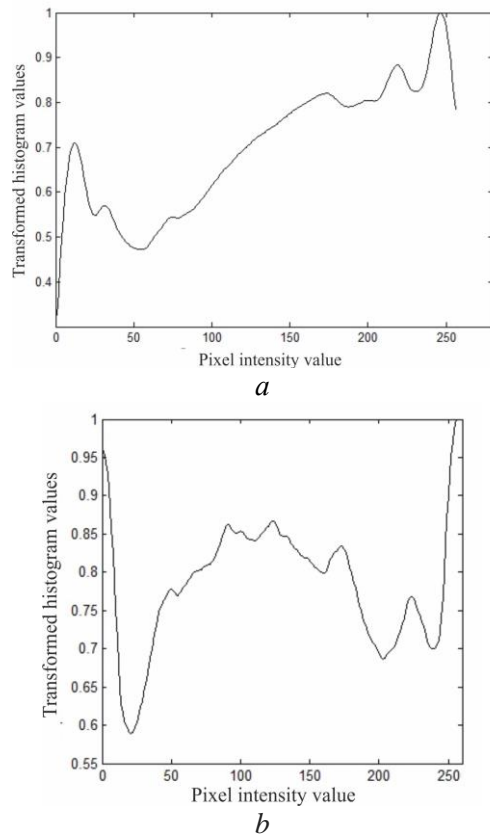 1
0.9
0.8
0.7
0.6
0.5
0.4
Transformed histogram values
0 50 100 150 200 250
Pixel intensity value
a
1
0.95
0.9
0.85
0.8
0.75
0.7
0.65
0.6
0.55
Transformed histogram values
0 50 100 150 200 250
Pixel intensity value
b